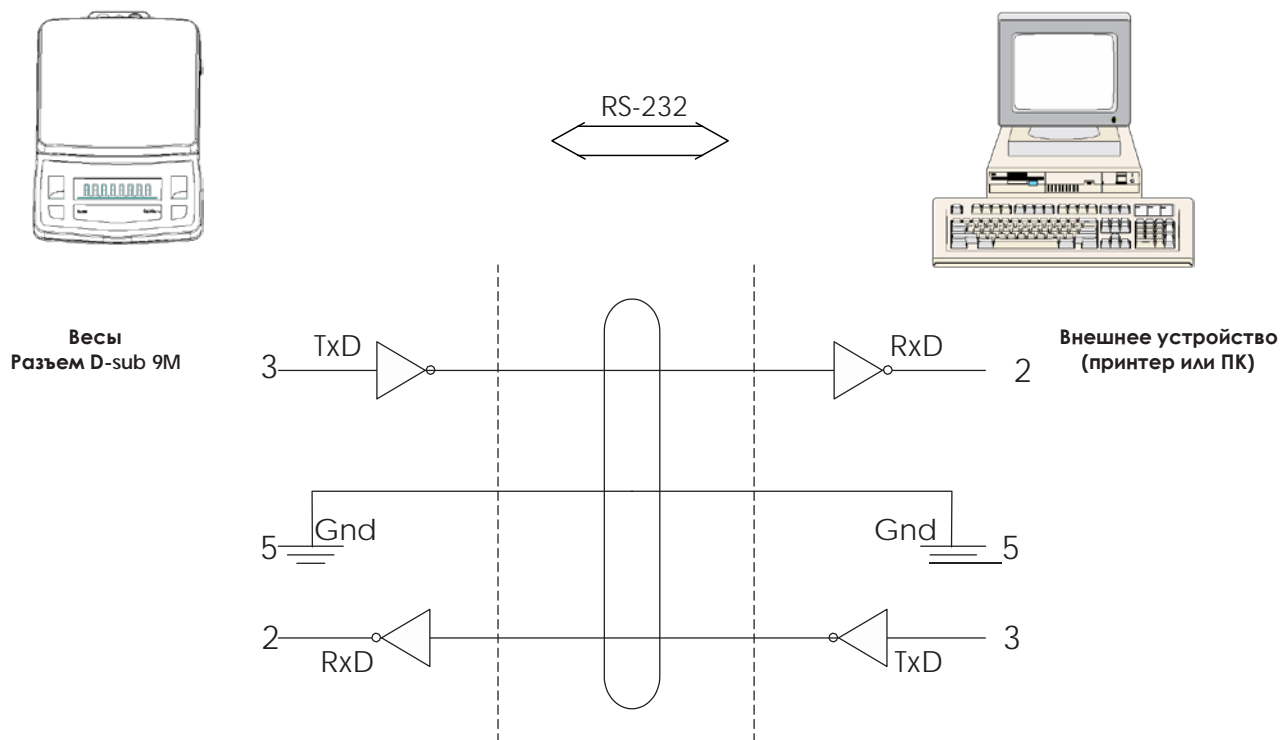 RS-232
Весы
Разъем D-sub 9М
Внешнее устройство
(принтер или ПК)
3
TxD
RxD
2
5
Gnd
Gnd
5
2
RxD
TxD
3